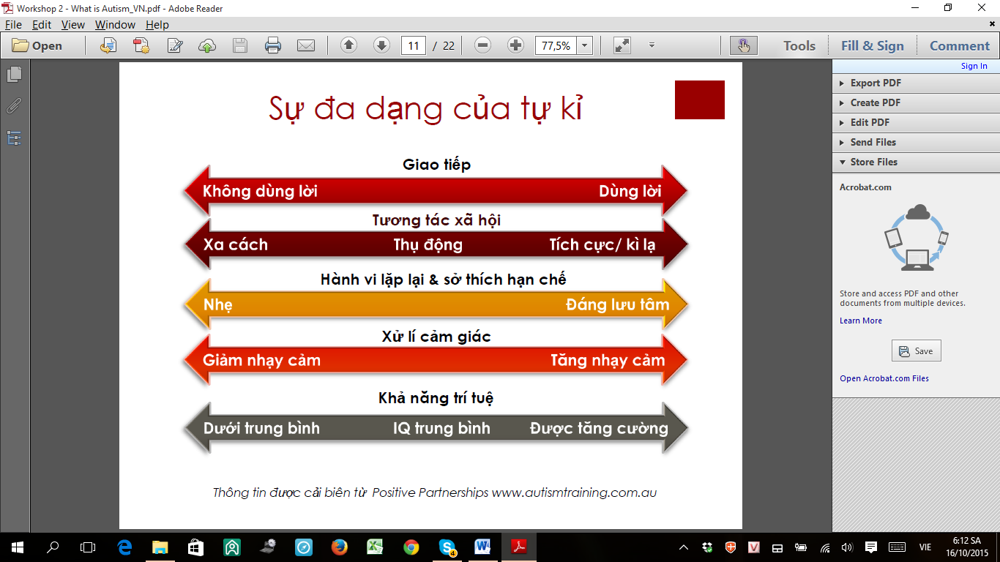 Workshop 2 - What is Autism_VN.pdf - Adobe Reader
File Edit View Window Help
Open 11 / 22 77,5% Tools Fill & Sign Comment
Sign In
Export PDF
Create PDF
Edit PDF
Send Files
Store Files
Acrobat.com
Store and access PDF and other
documents from multiple devices.
Learn More
Save
Open Acrobat.com Files
Sự đa dạng của tự kỉ
Giao tiếp
Không dùng lời Dùng lời
Tương tác xã hội
Xa cách Thụ động Tích cực/ kì lạ
Hành vi lặp lại & sở thích hạn chế
Nhẹ Đáng lưu tâm
Xử lí cảm giác
Giảm nhạy cảm Tăng nhạy cảm
Khả năng trí tuệ
Dưới trung bình IQ trung bình Được tăng cường
Thông tin được cải biên từ Positive Partnerships www.autismtraining.com.au
VIE
6:12 SA
16/10/2015